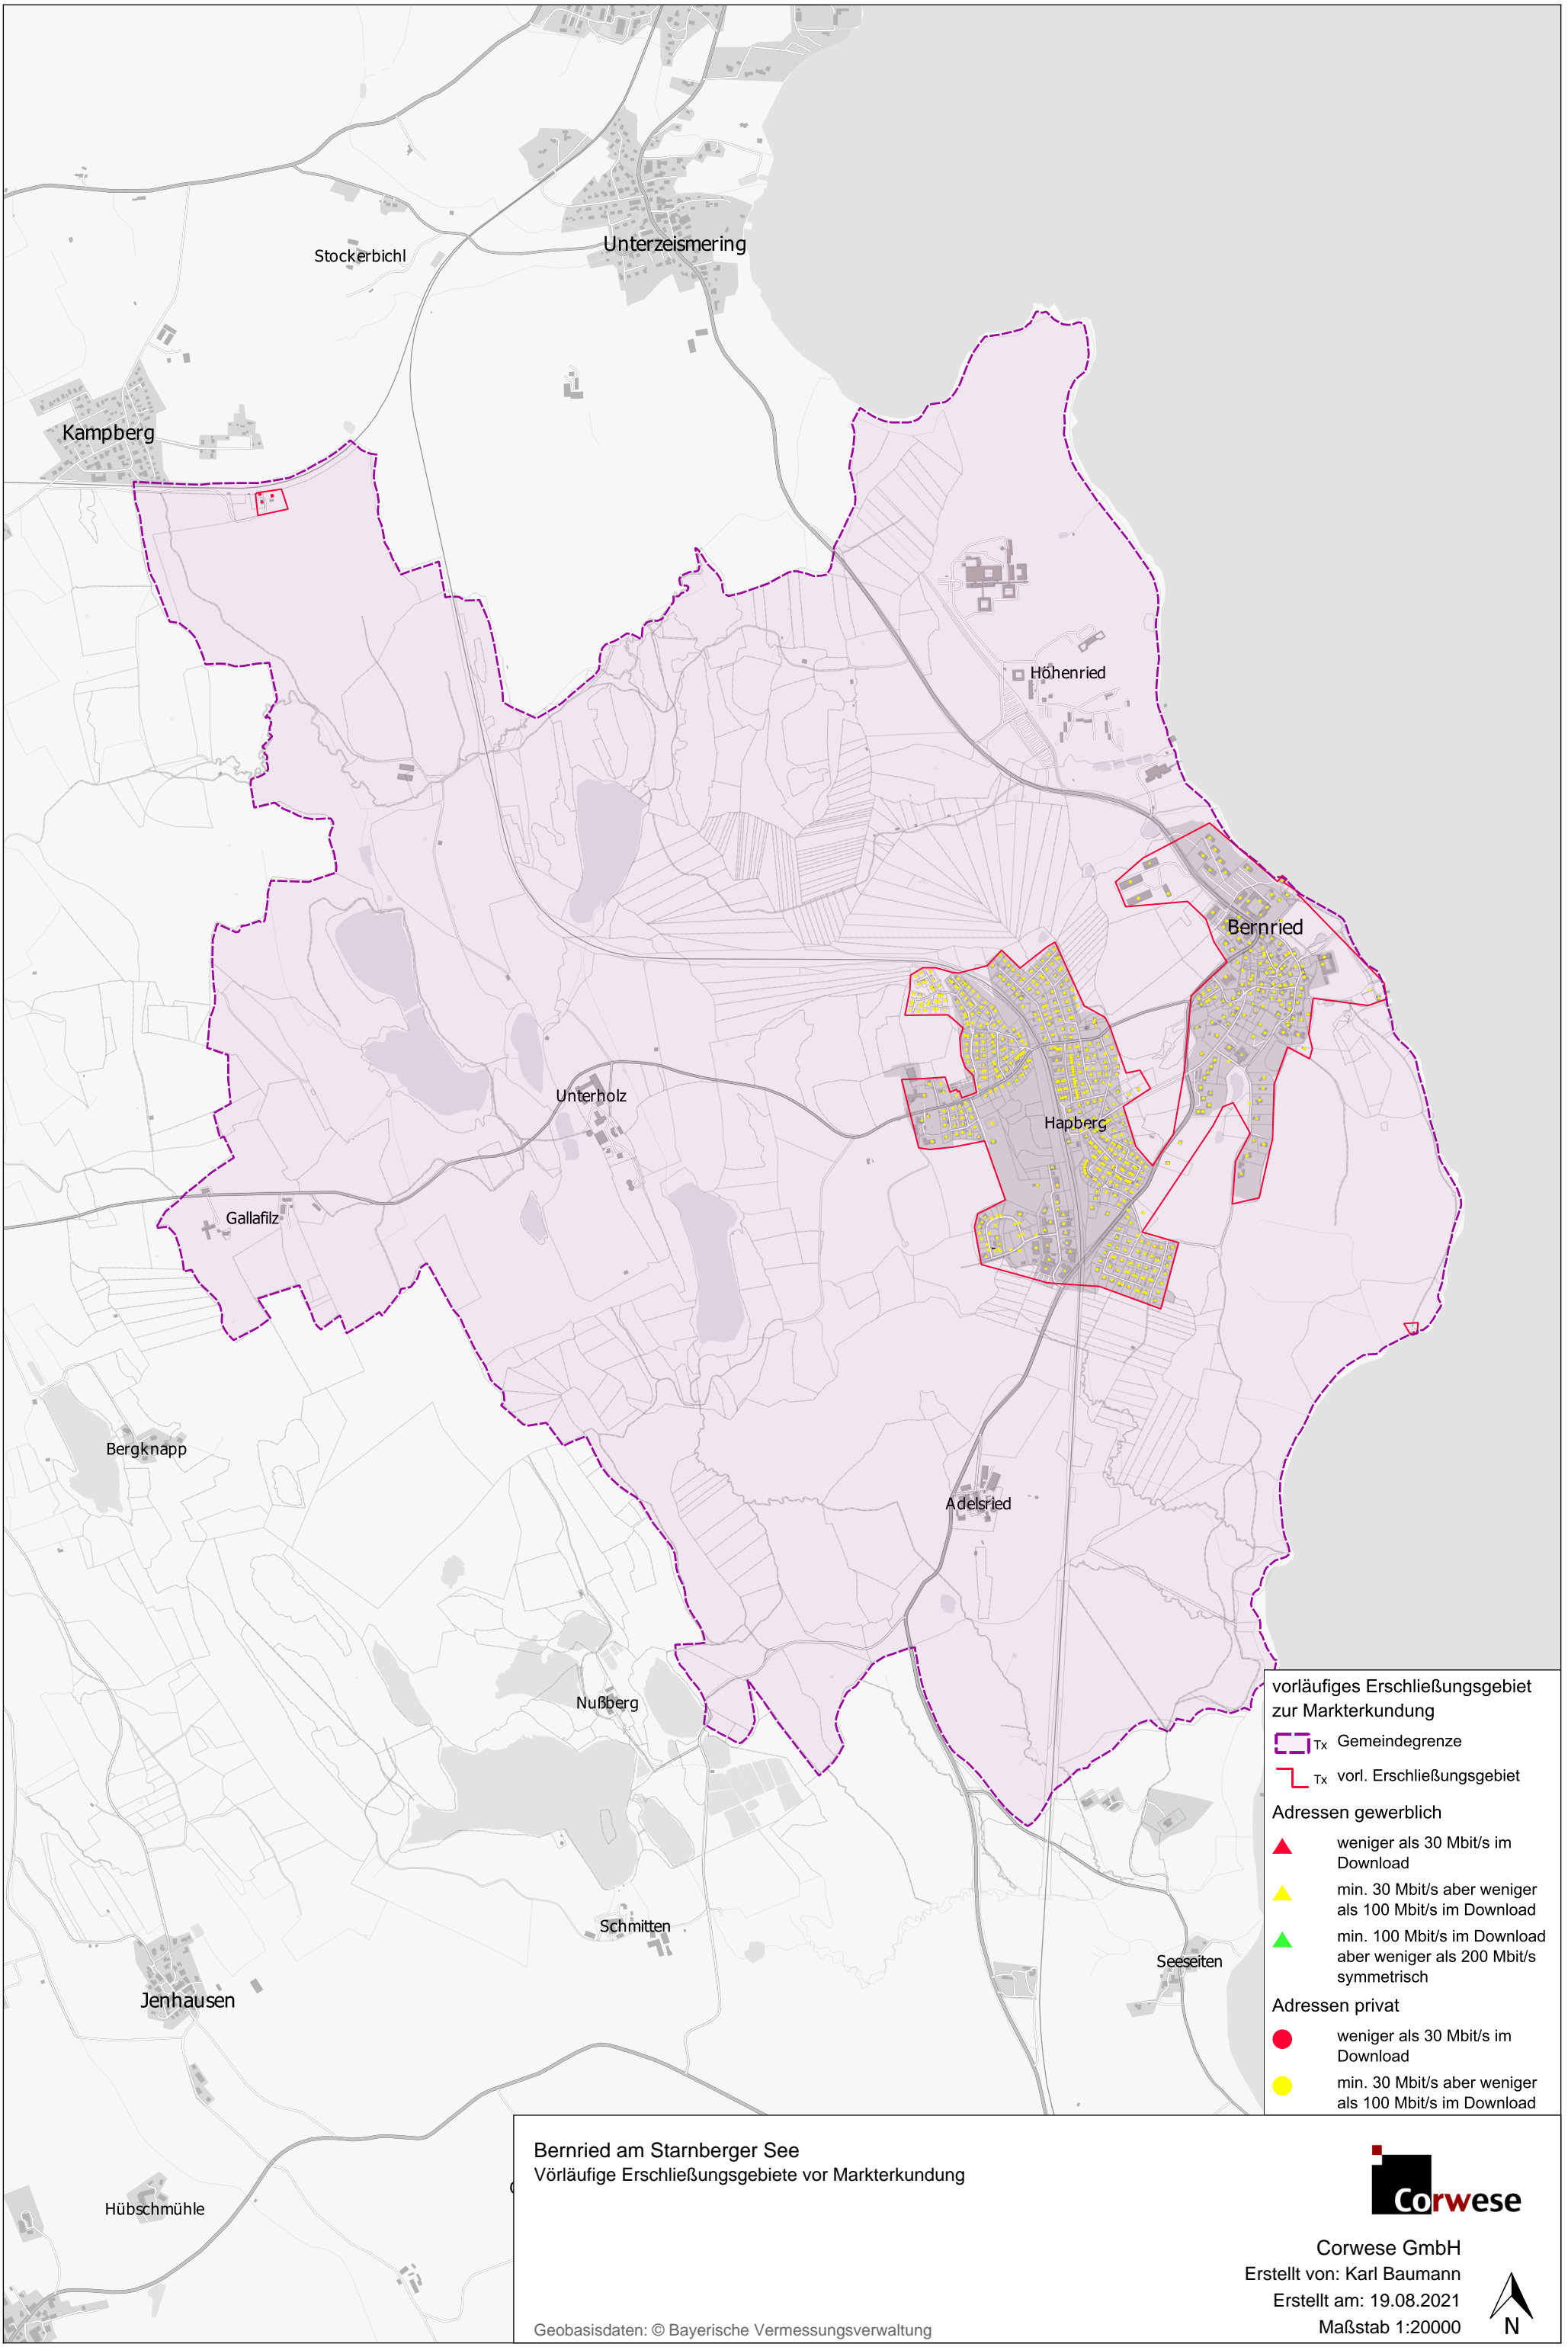 Unterzeismering
Stockerbichl
Kampberg
Höhenried
Bernried
Unterholz
Hapberg
Gallafilz
Bergknapp
Adelsried
Nußberg
Schmitten
Seeseiten
Jenhausen
Hübschmühle
vorläufiges Erschließungsgebiet
zur Markterkundung
Tx Gemeindegrenze
Tx vorl. Erschließungsgebiet
Adressen gewerblich
weniger als 30 Mbit/s im
Download
min. 30 Mbit/s aber weniger
als 100 Mbit/s im Download
min. 100 Mbit/s im Download
aber weniger als 200 Mbit/s
symmetrisch
Adressen privat
weniger als 30 Mbit/s im
Download
min. 30 Mbit/s aber weniger
als 100 Mbit/s im Download
Bernried am Starnberger See
Vörläufige Erschließungsgebiete vor Markterkundung
Corwese
Corwese GmbH
Erstellt von: Karl Baumann
Erstellt am: 19.08.2021
Maßstab 1:20000
N
Geobasisdaten: © Bayerische Vermessungsverwaltung